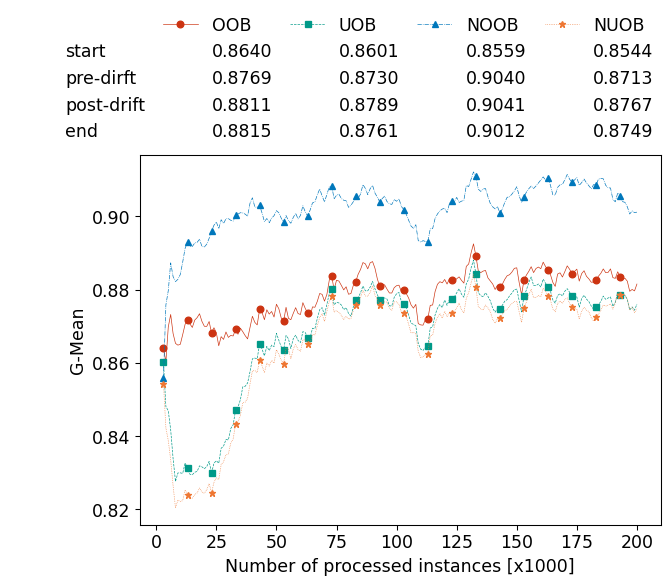 OOB UOB NOOB NUOB
start 0.8640 0.8601 0.8559 0.8544
pre-dirft 0.8769 0.8730 0.9040 0.8713
post-drift 0.8811 0.8789 0.9041 0.8767
end 0.8815 0.8761 0.9012 0.8749
G-Mean
0.90
0.88
0.86
0.84
0.82
0 25 50 75 100 125 150 175 200
Number of processed instances [x1000]